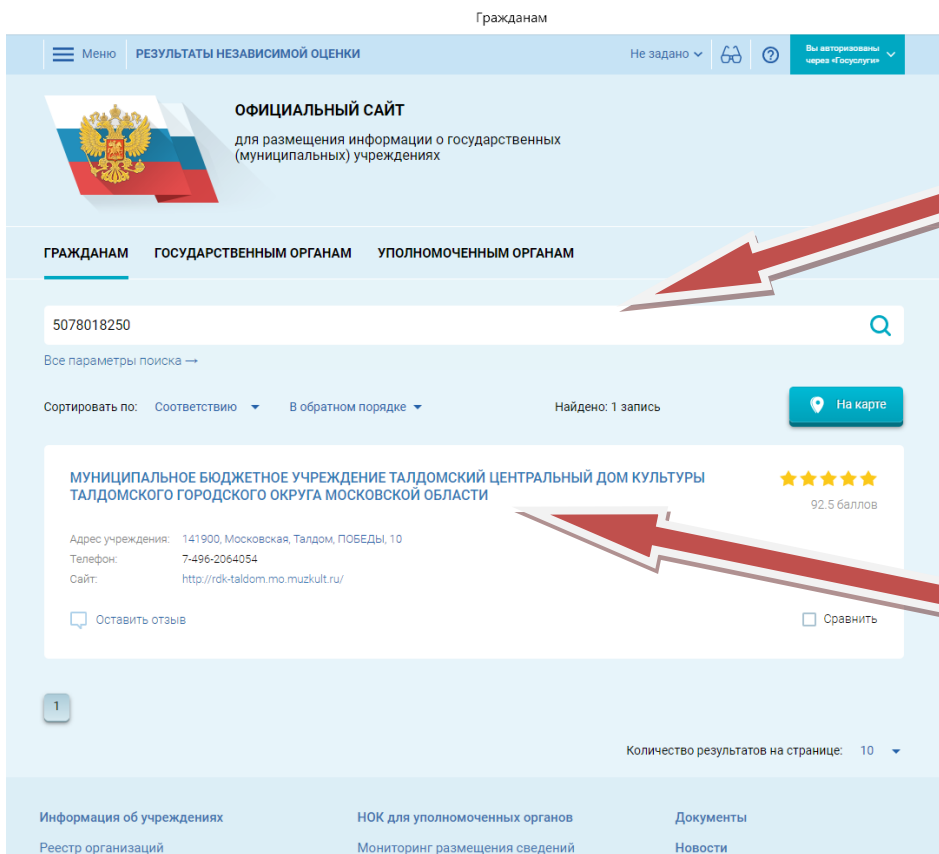 Гражданам
Меню
РЕЗУЛЬТАТЫ НЕЗАВИСИМОЙ ОЦЕНКИ
Не задано
Вы авторизованы
через «Госуслуги»
ОФИЦИАЛЬНЫЙ САЙТ
для размещения информации о государственных
(муниципальных) учреждениях
ГРАЖДАНАМ
ГОСУДАРСТВЕННЫМ ОРГАНАМ
УПОЛНОМОЧЕННЫМ ОРГАНАМ
5078018250
Все параметры поиска →
Сортировать по: Соответствию
В обратном порядке
Найдено: 1 запись
На карте
МУНИЦИПАЛЬНОЕ БЮДЖЕТНОЕ УЧРЕЖДЕНИЕ ТАЛДОМСКИЙ ЦЕНТРАЛЬНЫЙ ДОМ КУЛЬТУРЫ
ТАЛДОМСКОГО ГОРОДСКОГО ОКРУГА МОСКОВСКОЙ ОБЛАСТИ
92.5 баллов
Адрес учреждения: 141900, Московская, Талдом, ПОБЕДЫ, 10
Телефон: 7-496-2064054
Сайт: http://rdk-taldom.mo.muzkult.ru/
Оставить отзыв
Сравнить
1
Количество результатов на странице: 10
Информация об учреждениях
НОК для уполномоченных органов
Документы
Реестр организаций
Мониторинг размещения сведений
Новости